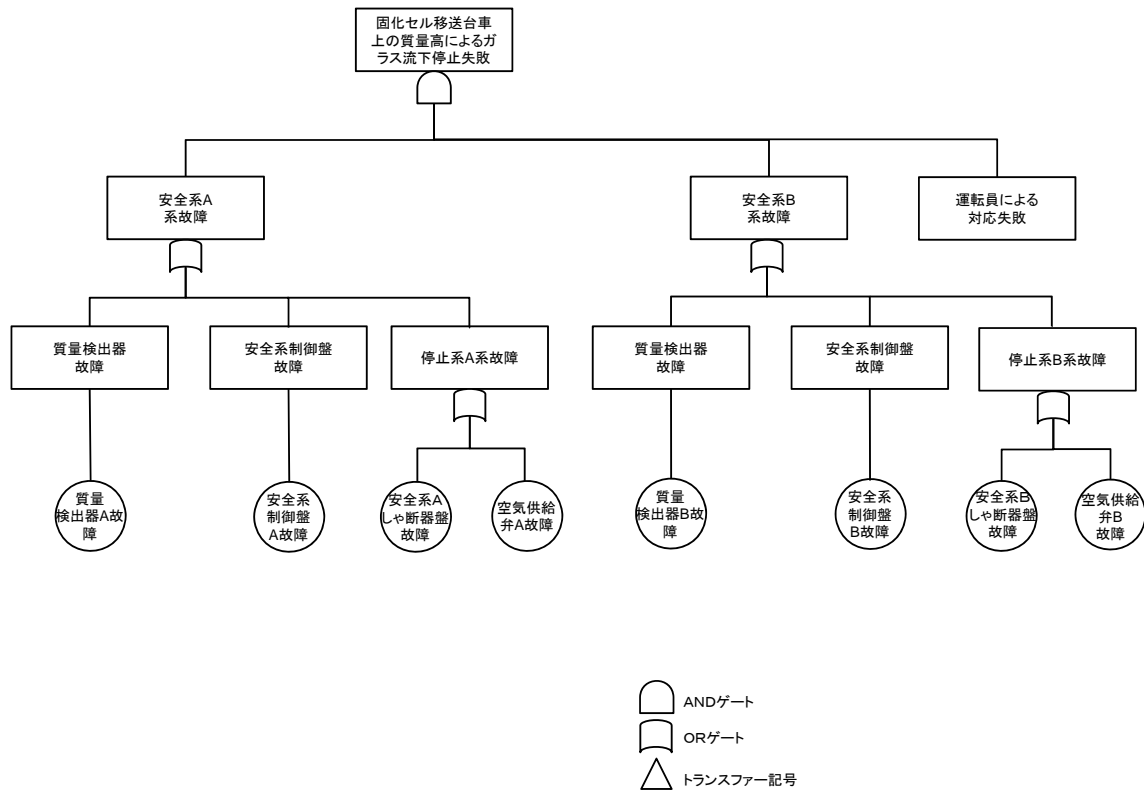 固化セル移送台車
上の質量高によるガ
ラス流下停止失敗
安全系A
系故障
安全系B
系故障
運転員による
対応失敗
質量検出器
故障
安全系制御盤
故障
停止系A系故障
質量検出器
故障
安全系制御盤
故障
停止系B系故障
質量
検出器A故
障
安全系
制御盤
A故障
安全系A
しゃ断器盤
故障
空気供給
弁A故障
質量
検出器B故
障
安全系
制御盤
B故障
安全系B
しゃ断器盤
故障
空気供給
弁B
故障
ANDゲート
ORゲート
トランスファー記号